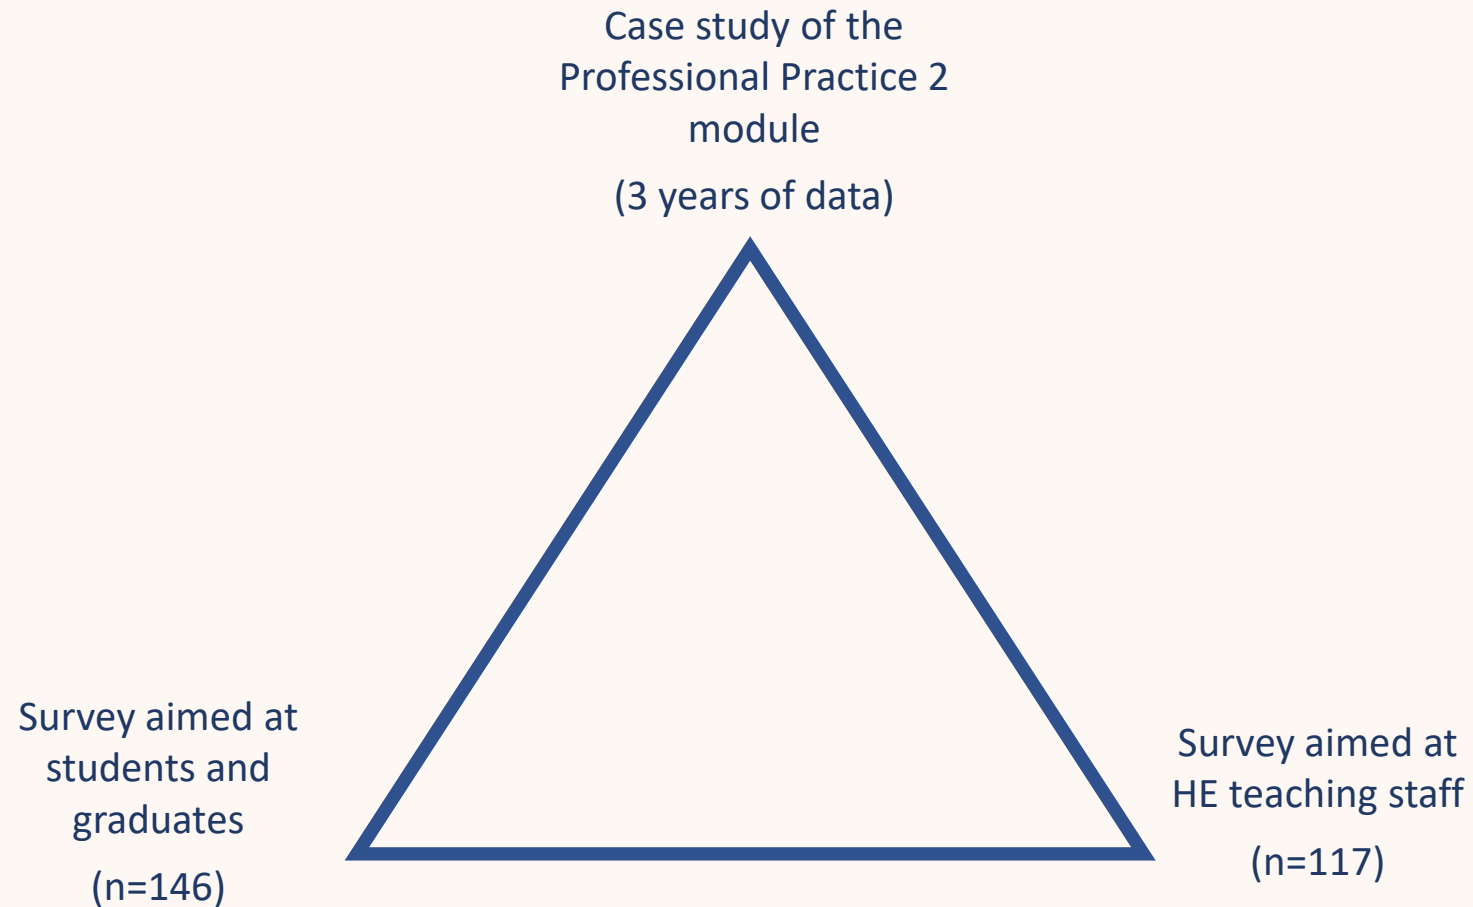 Case study of the
Professional Practice 2
module
(3 years of data)
Survey aimed at
students and
graduates
(n=146)
Survey aimed at
HE teaching staff
(n=117)